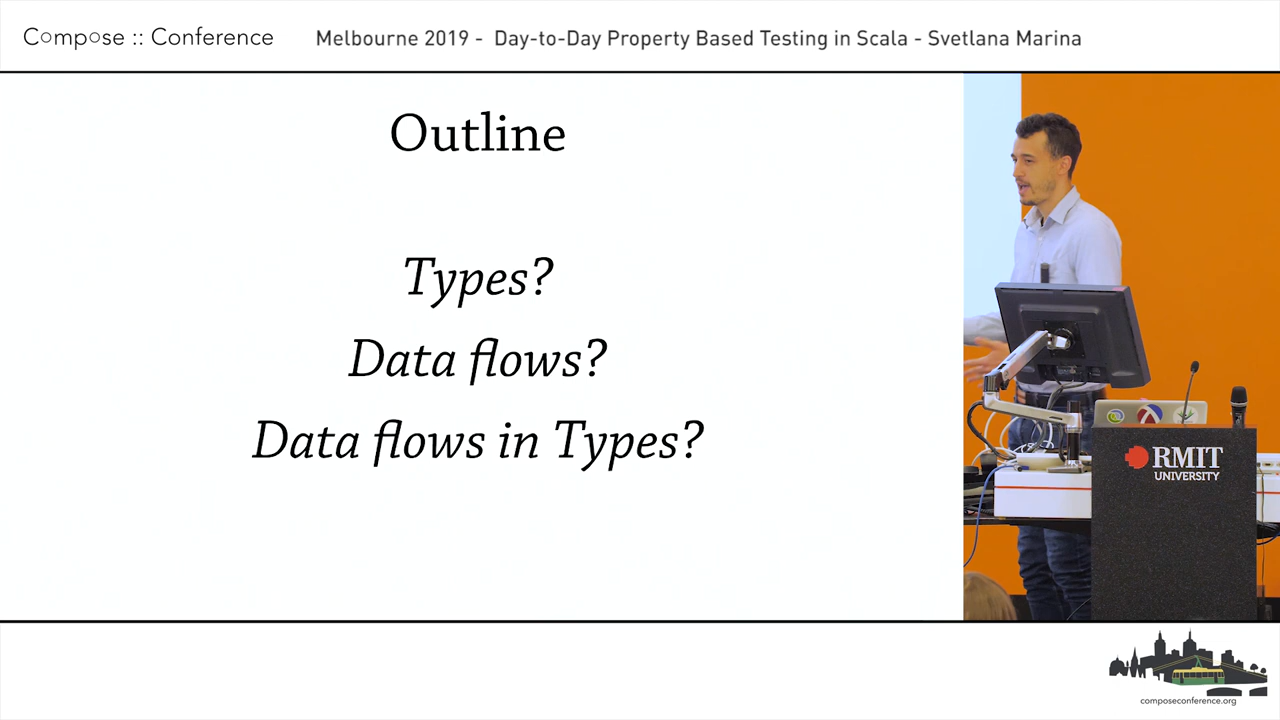 Compose :: Conference
Melbourne 2019 - Day-to-Day Property Based Testing in Scala - Svetlana Marina
Outline
Types?
Data flows?
Data flows in Types?
RMIT
UNIVERSITY
composeconference.org